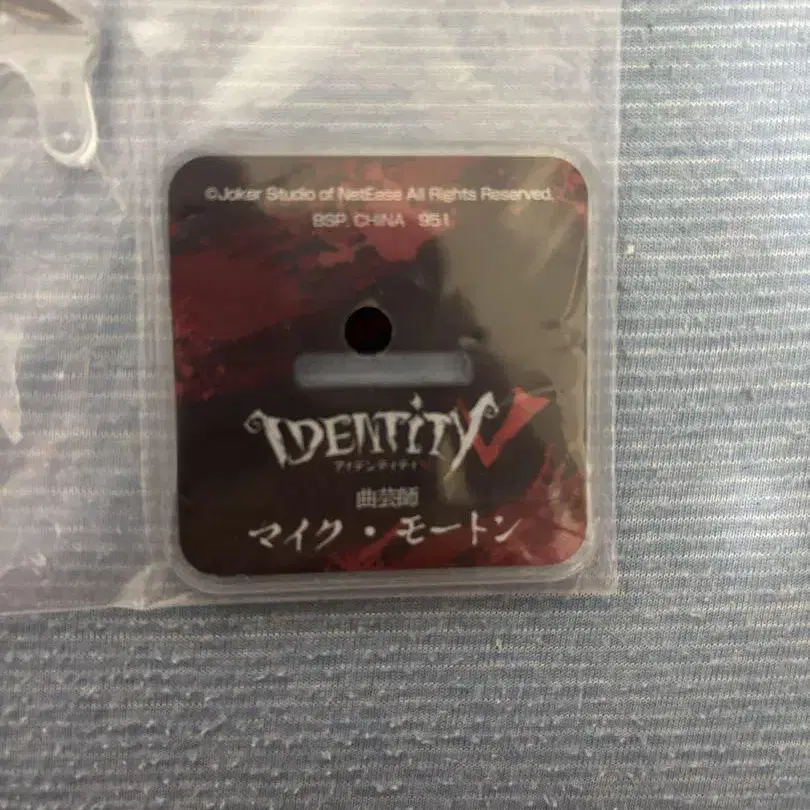 ©Joker Studio of NetEase All Rights Reserved.
BSP. CHINA 951
IDENTITY V
アイデンティティV
曲芸師
マイク・モートン